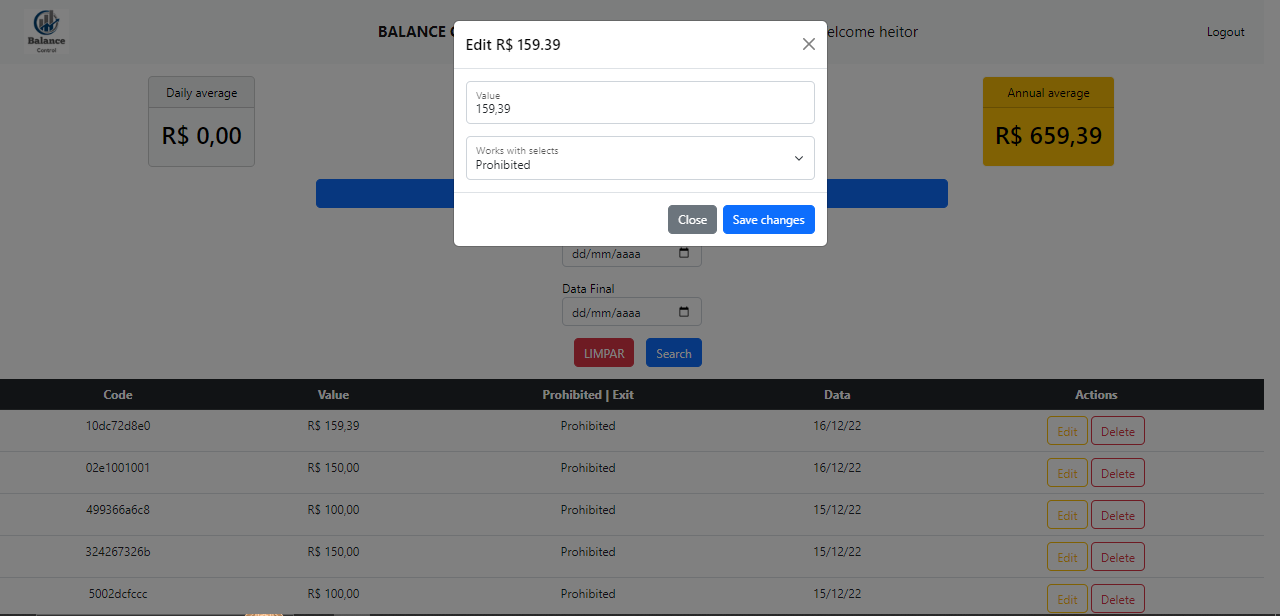 Balance
Control
BALANCE
elcome heitor
Logout
Edit R$ 159.39
Value
159,39
Works with selects
Prohibited
Close
Save changes
Daily average
R$ 0,00
Annual average
R$ 659,39
dd/mm/aaaa
Data Final
dd/mm/aaaa
LIMPAR Search
Code Value Prohibited | Exit Data Actions
10dc72d8e0 R$ 159,39 Prohibited 16/12/22 Edit Delete
02e1001001 R$ 150,00 Prohibited 16/12/22 Edit Delete
499366a6c8 R$ 100,00 Prohibited 15/12/22 Edit Delete
324267326b R$ 150,00 Prohibited 15/12/22 Edit Delete
5002dcfccc R$ 100,00 Prohibited 15/12/22 Edit Delete